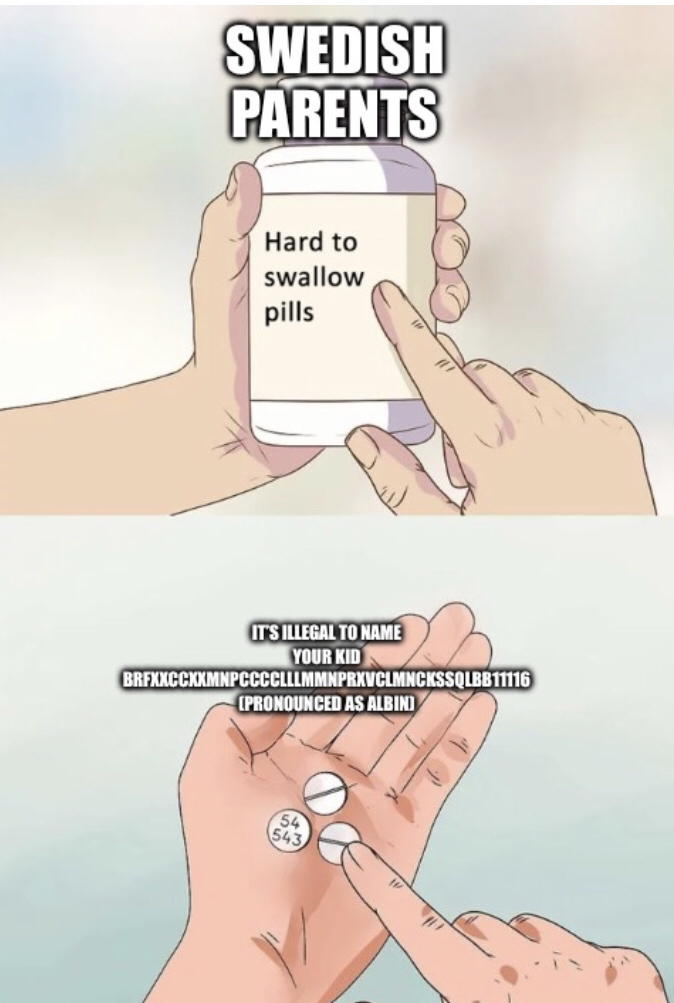 SWEDISH
PARENTS
Hard to
swallow
pills
IT'S ILLEGAL TO NAME
YOUR KID
BRFXXCCXXMNPCCCCLLLMMNPRXVCLMNCKSSQLBB11116
(PRONOUNCED AS ALBIN)
54
543